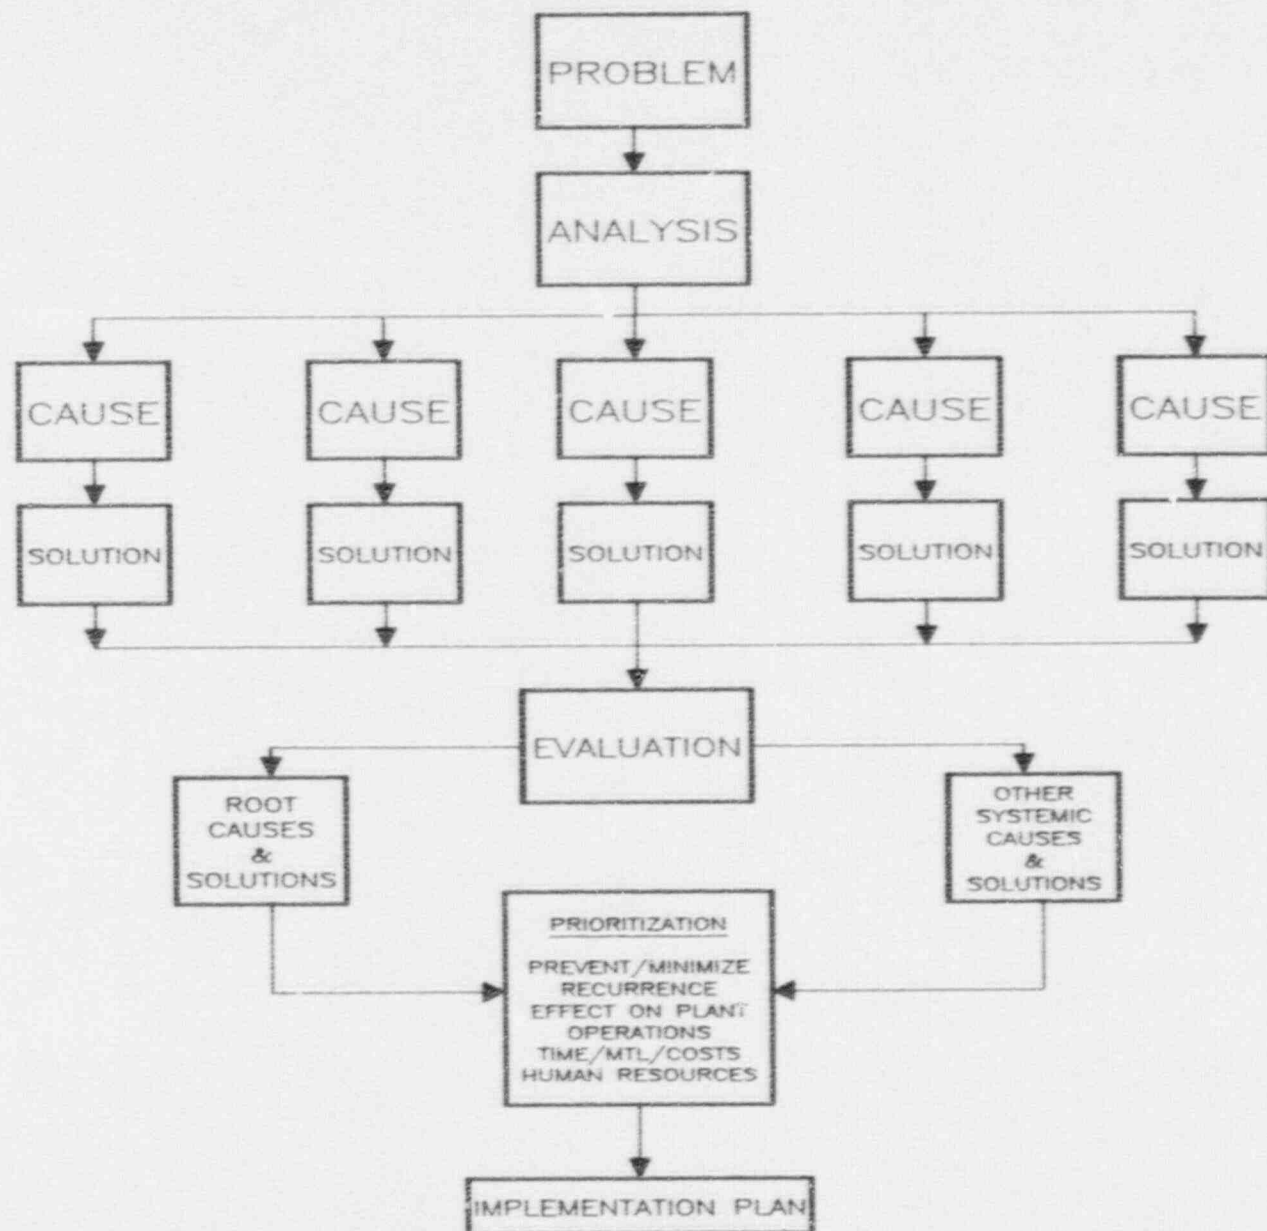 PROBLEM
ANALYSIS
CAUSE
CAUSE
CAUSE
CAUSE
CAUSE
SOLUTION
SOLUTION
SOLUTION
SOLUTION
SOLUTION
EVALUATION
ROOT
CAUSES
&
SOLUTIONS
OTHER
SYSTEMIC
CAUSES
&
SOLUTIONS
PRIORITIZATION
PREVENT/MINIMIZE
RECURRENCE
EFFECT ON PLANT
OPERATIONS
TIME/MTL/COSTS
HUMAN RESOURCES
IMPLEMENTATION PLAN